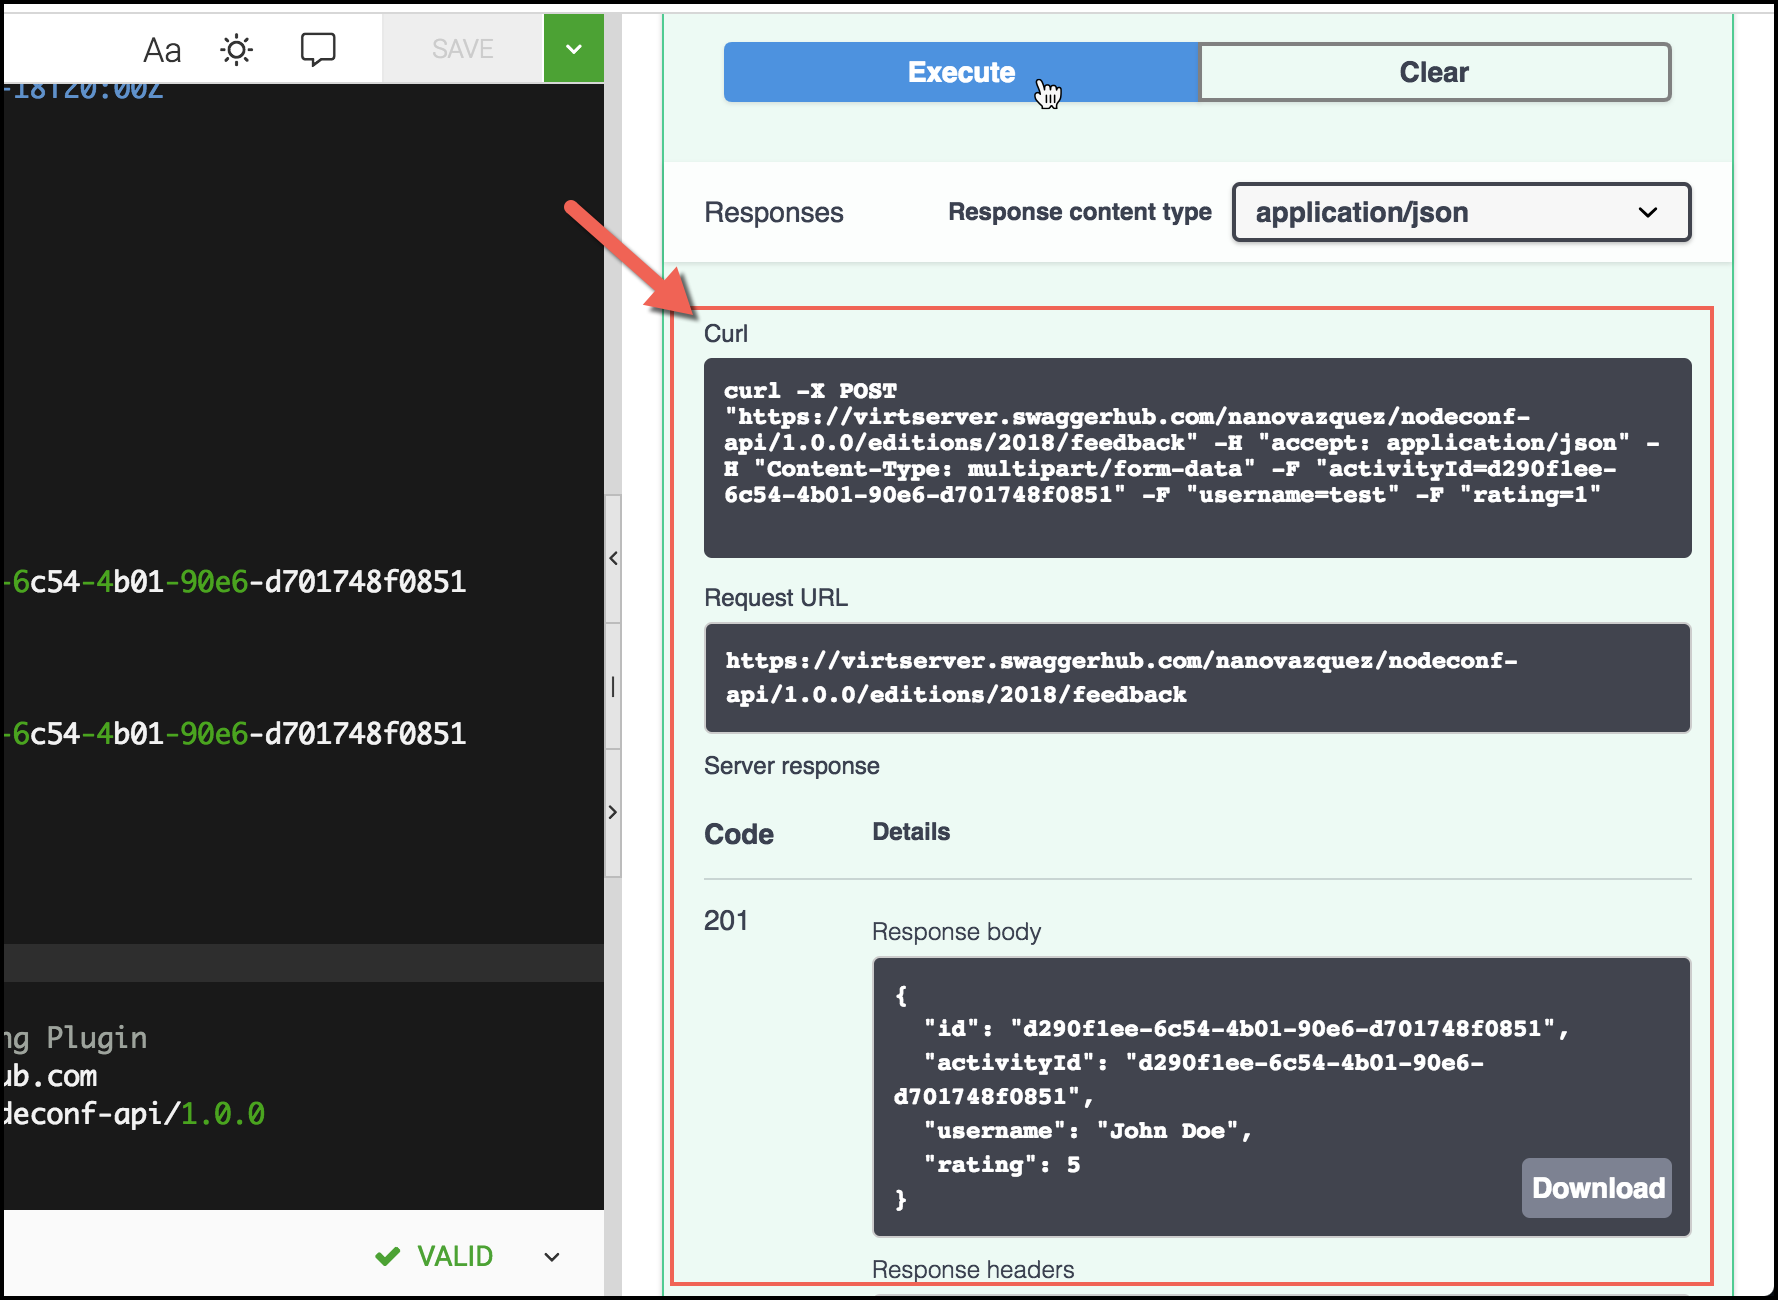 Aa
SAVE
-18T20:00Z
-6c54-4b01-90e6-d701748f0851
-6c54-4b01-90e6-d701748f0851
ng Plugin
ub.com
deconf-api/1.0.0
VALID
Execute
Clear
Responses
Response content type
application/json
Curl
curl -X POST
"https://virtserver.swaggerhub.com/nanovazquez/nodeconf-
api/1.0.0/editions/2018/feedback" -H "accept: application/json" -
H "Content-Type: multipart/form-data" -F "activityId=d290f1ee-
6c54-4b01-90e6-d701748f0851" -F "username=test" -F "rating=1"
Request URL
https://virtserver.swaggerhub.com/nanovazquez/nodeconf-
api/1.0.0/editions/2018/feedback
Server response
Code
Details
201
Response body
{
"id": "d290f1ee-6c54-4b01-90e6-d701748f0851",
"activityId": "d290f1ee-6c54-4b01-90e6-
d701748f0851",
"username": "John Doe",
"rating": 5
}
Download
Response headers